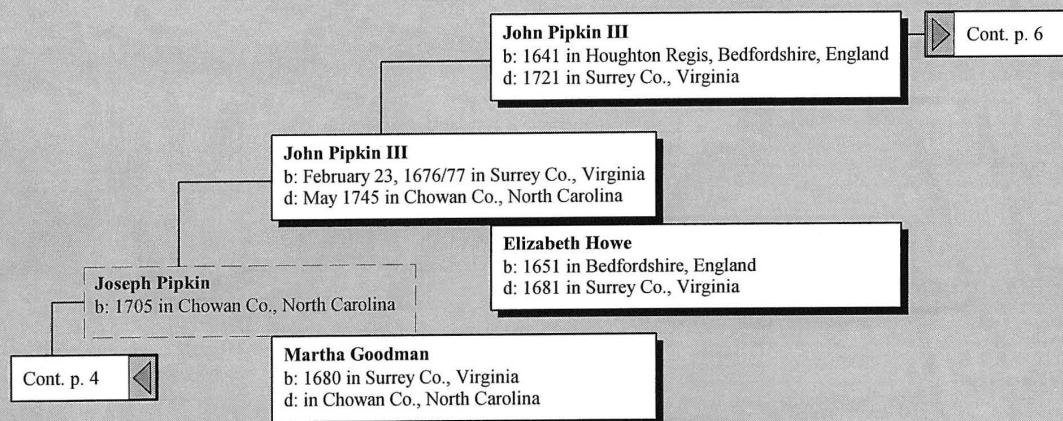 John Pipkin III
b: 1641 in Houghton Regis, Bedfordshire, England
d: 1721 in Surrey Co., Virginia
Cont. p. 6
John Pipkin III
b: February 23, 1676/77 in Surrey Co., Virginia
d: May 1745 in Chowan Co., North Carolina
Elizabeth Howe
b: 1651 in Bedfordshire, England
d: 1681 in Surrey Co., Virginia
Joseph Pipkin
b: 1705 in Chowan Co., North Carolina
Cont. p. 4
Martha Goodman
b: 1680 in Surrey Co., Virginia
d: in Chowan Co., North Carolina